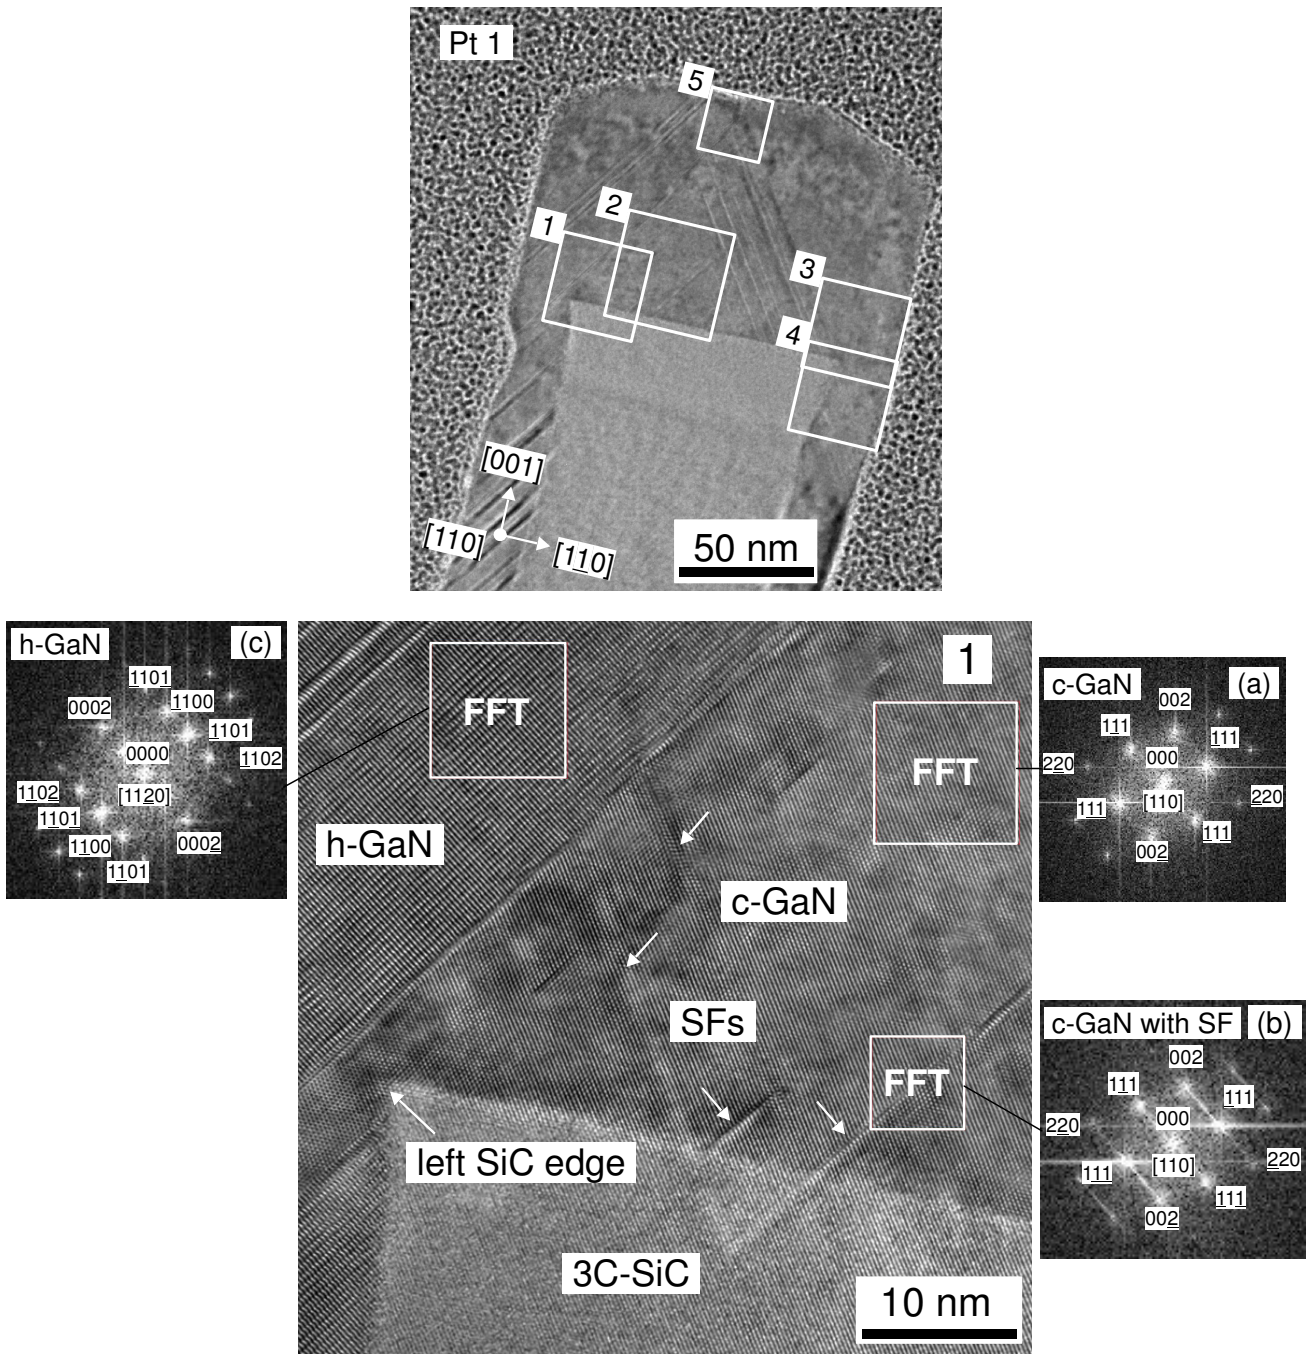 Pt 1
5
2
1
3
4
[001]
[110]
[110]
50 nm
h-GaN
(c)
1101
0002
1100
1101
0000
1102
1102
[1120]
1101
1100
0002
1101
1
FFT
FFT
h-GaN
c-GaN
SFs
FFT
left SiC edge
3C-SiC
10 nm
c-GaN
(a)
002
111
111
000
220
[110]
220
111
111
002
c-GaN with SF
(b)
002
111
111
000
220
[110]
220
111
111
002